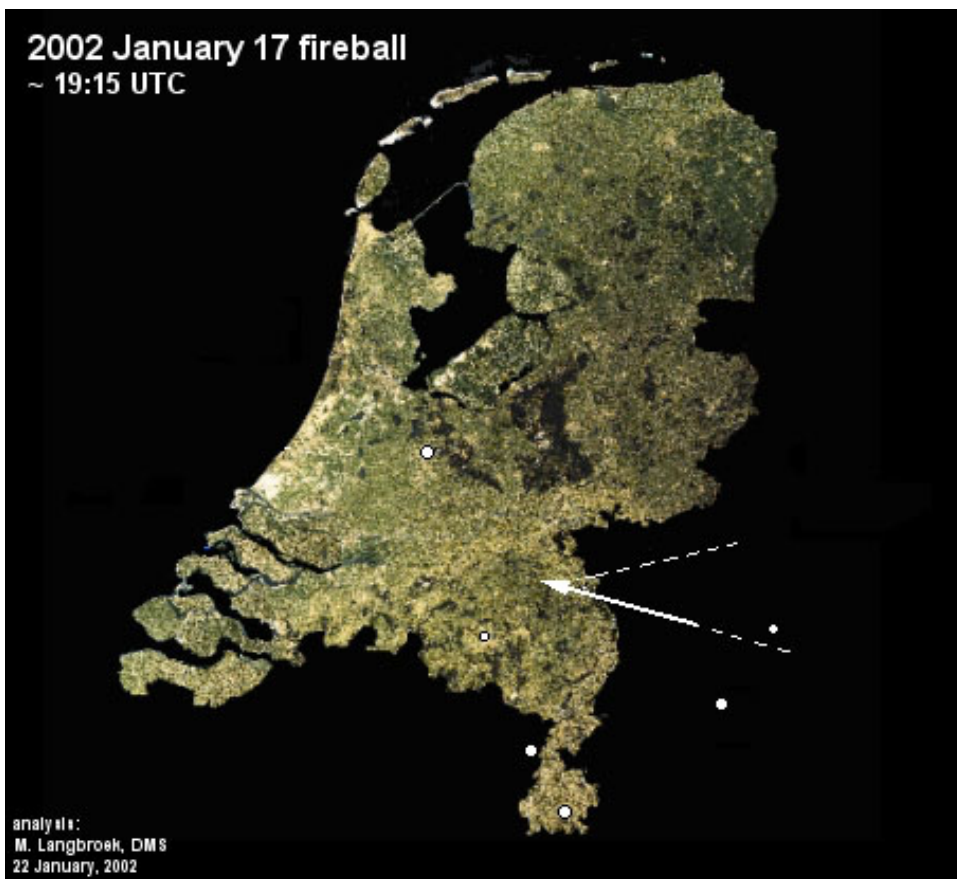 2002 January 17 fireball
~ 19:15 UTC
analysis:
M. Langbroek, DMS
22 January, 2002